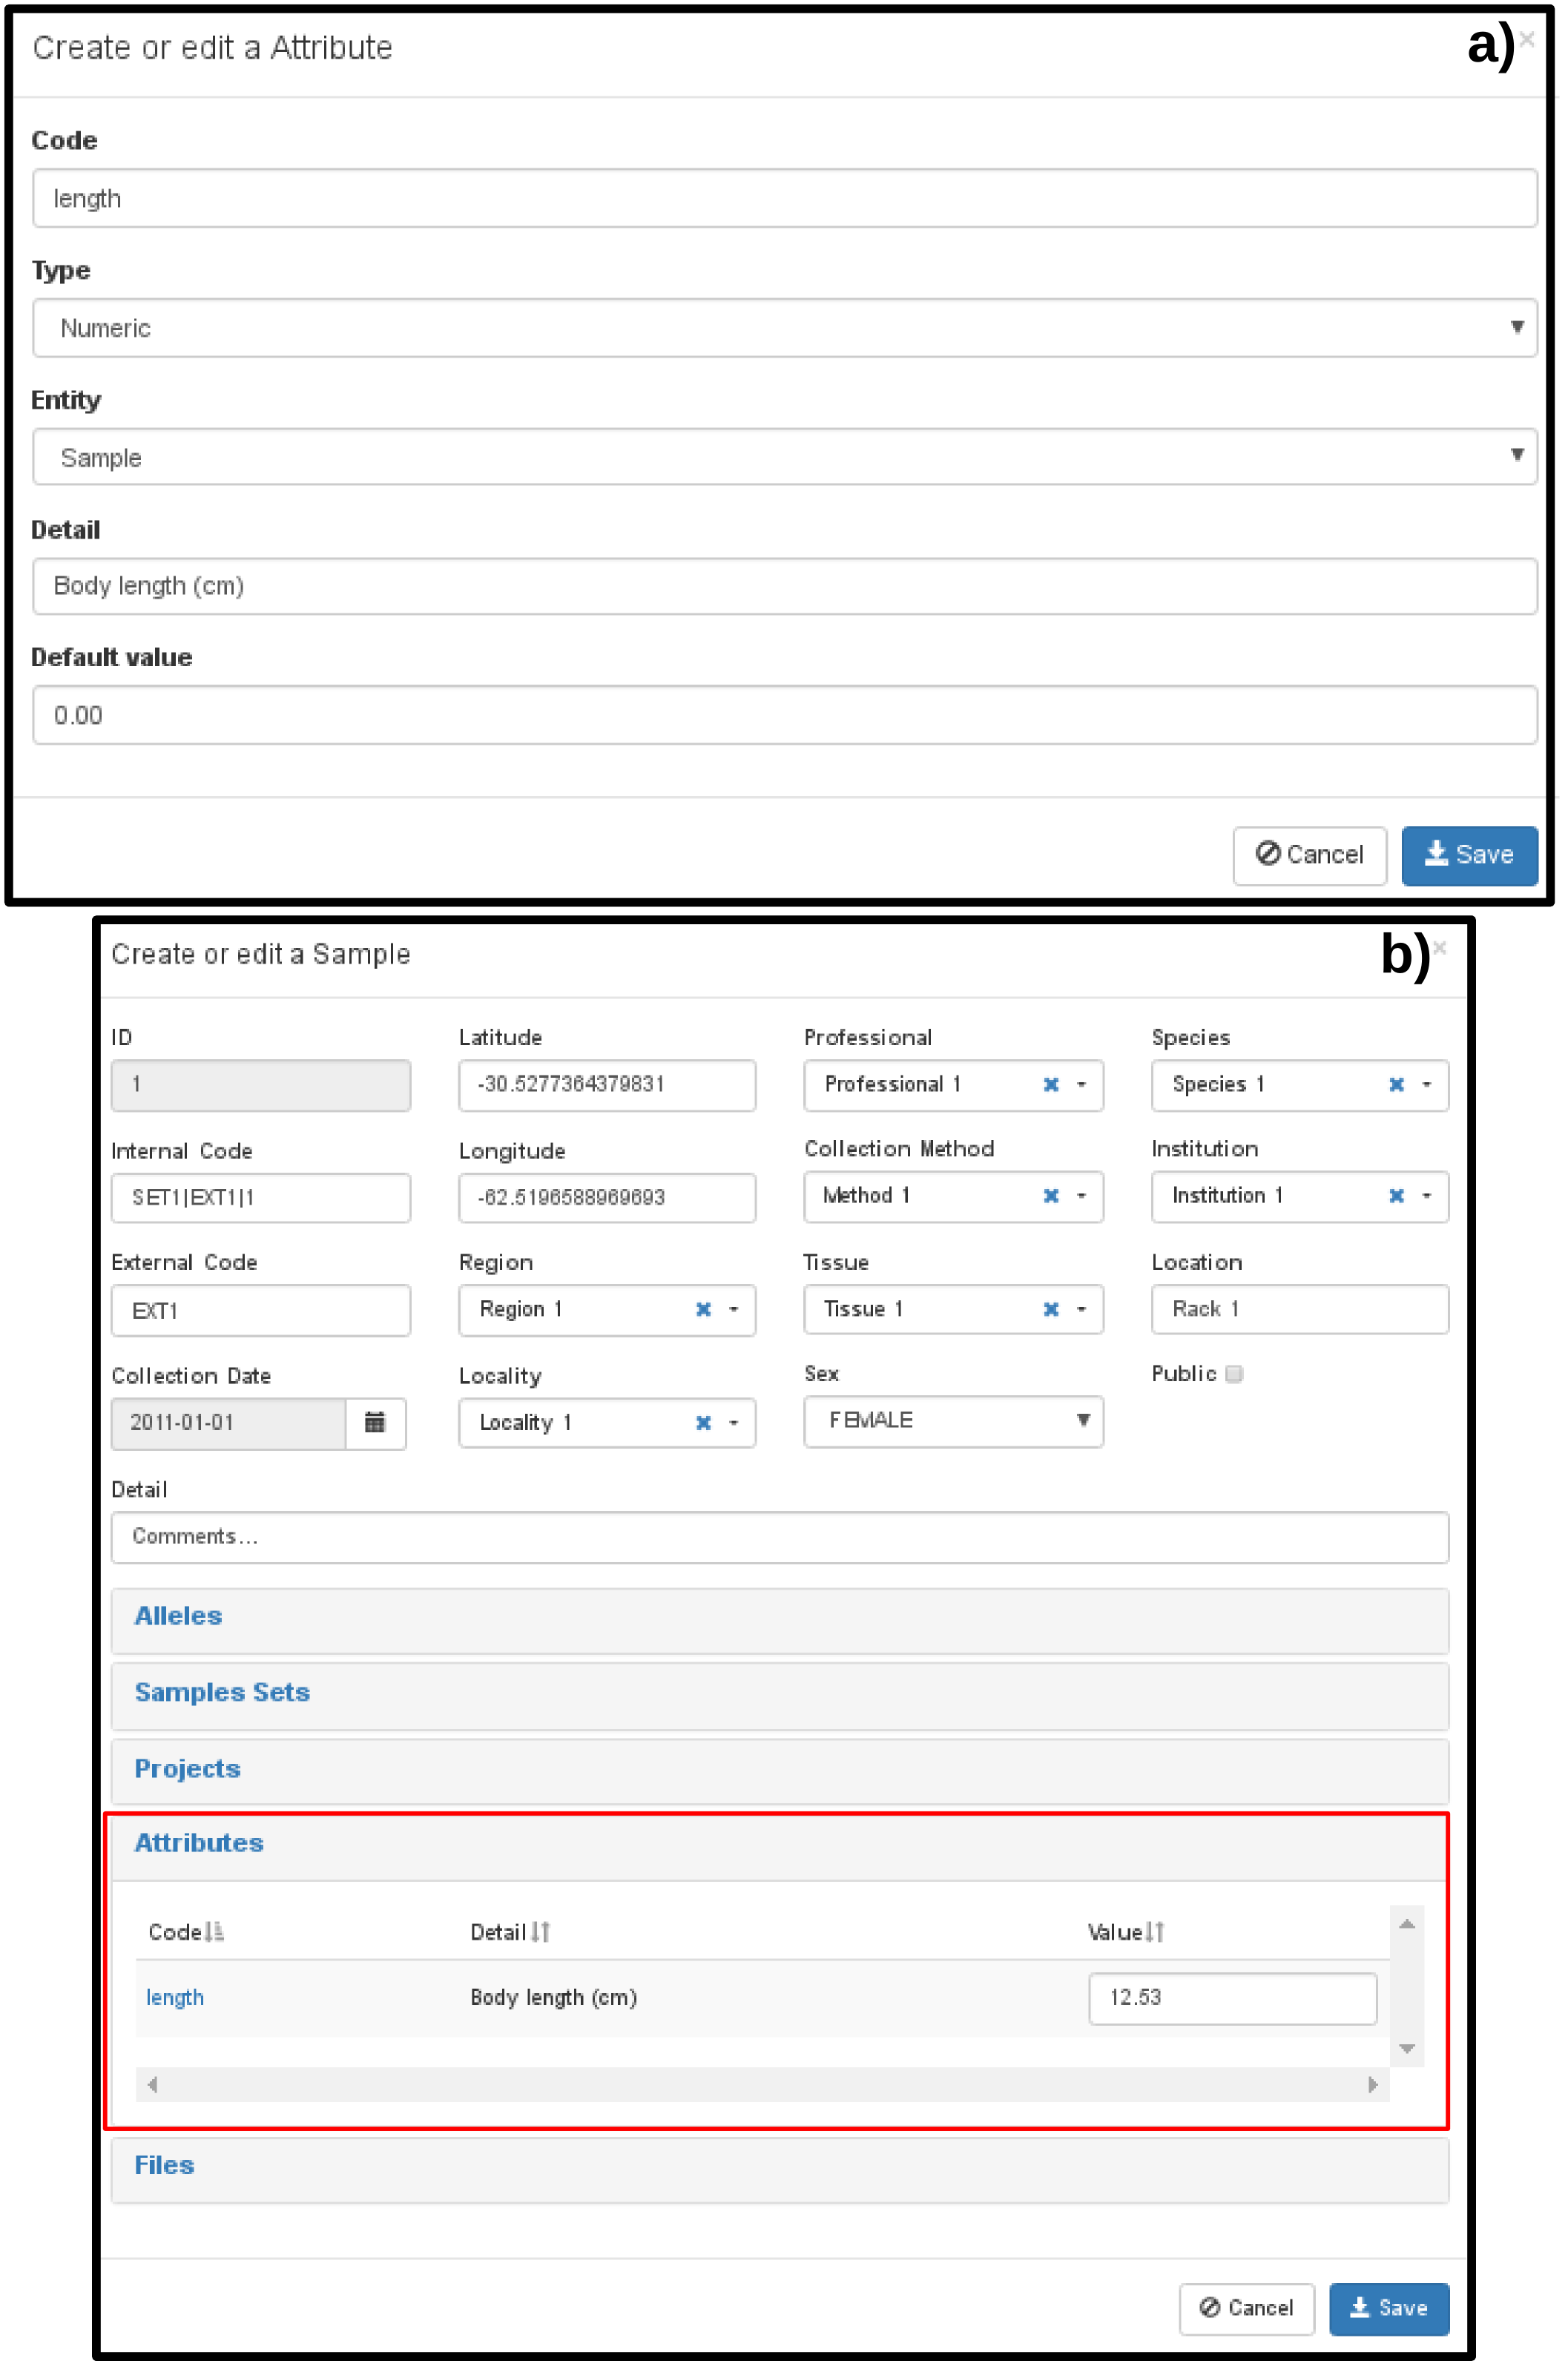 Create or edit a Attribute
a)
Code
length
Type
Numeric
Entity
Sample
Detail
Body length (cm)
Default value
0.00
Cancel Save
Create or edit a Sample
b)
ID Latitude Professional Species
1 -30.5277364379831 Professional 1 Species 1
Internal Code Longitude Collection Method Institution
SET1|EXT1|1 -62.5196588969693 Method 1 Institution 1
External Code Region Tissue Location
EXT1 Region 1 Tissue 1 Rack 1
Collection Date Locality Sex Public
2011-01-01 Locality 1 FEMALE
Detail
Comments...
Alleles
Samples Sets
Projects
Attributes
Code Detail Value
length Body length (cm) 12.53
Files
Cancel Save